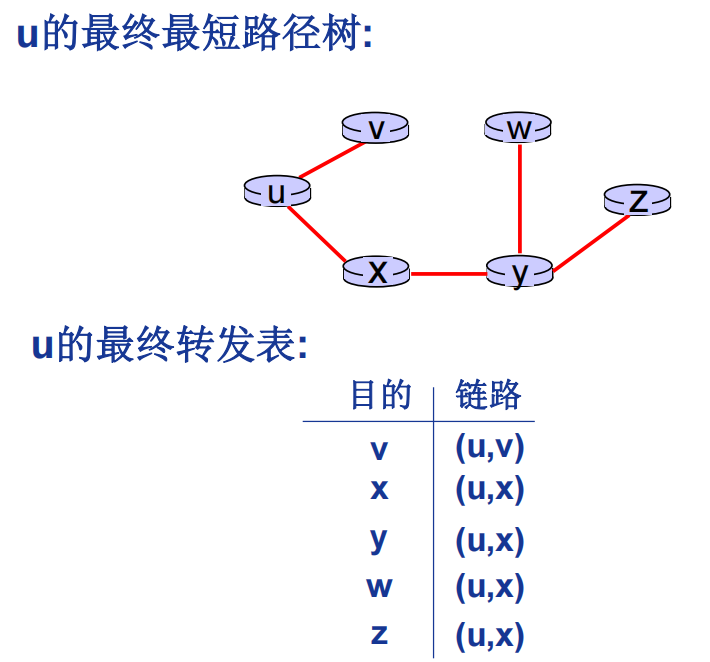 u的最终最短路径树:
v
w
u
z
x
y
u的最终转发表:
目的 链路
v (u,v)
x (u,x)
y (u,x)
w (u,x)
z (u,x)